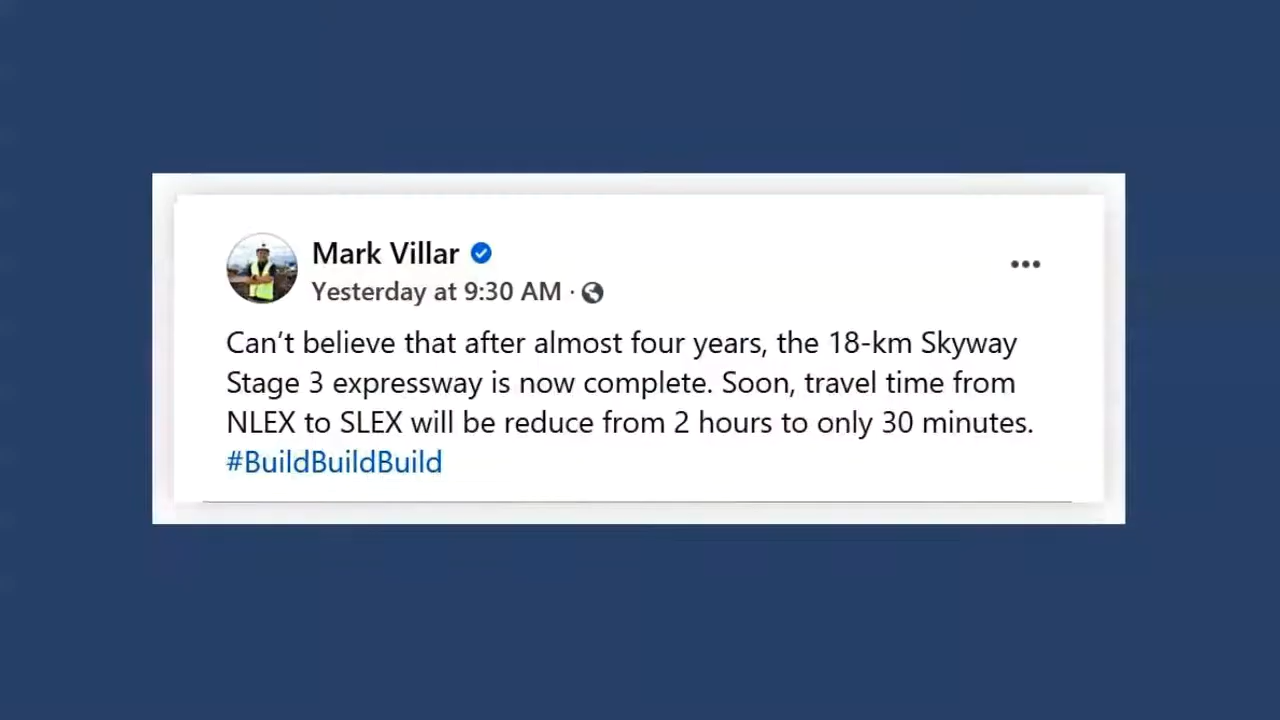 Mark Villar
Yesterday at 9:30 AM ·
Can’t believe that after almost four years, the 18-km Skyway
Stage 3 expressway is now complete. Soon, travel time from
NLEX to SLEX will be reduce from 2 hours to only 30 minutes.
#BuildBuildBuild